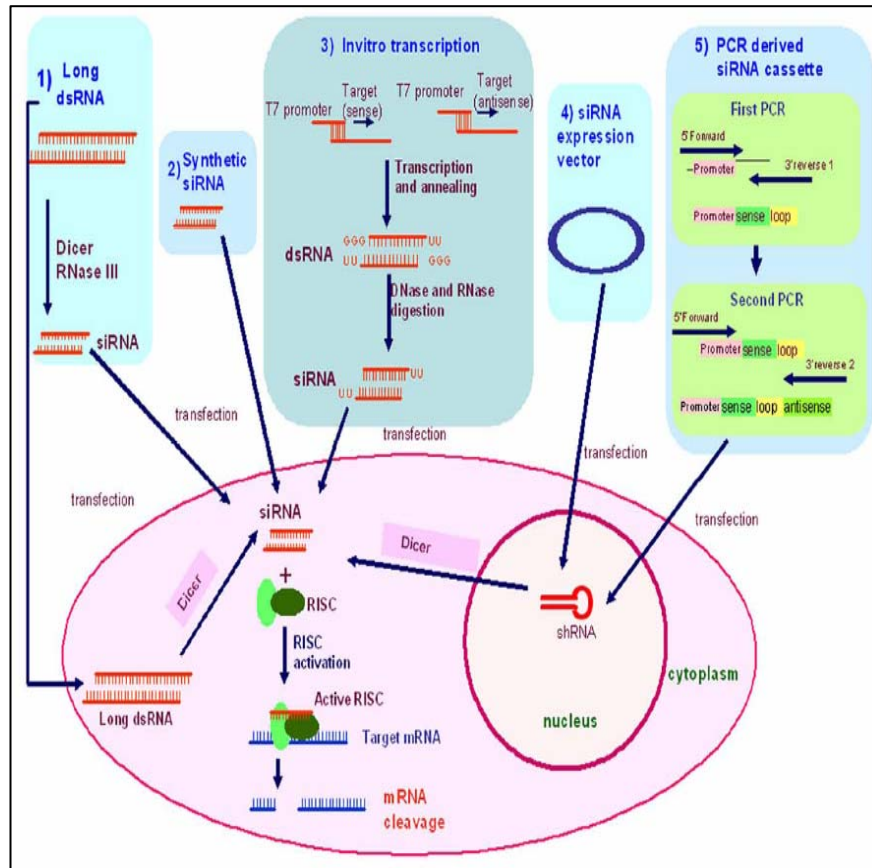 1) Long
dsRNA
Dicer
RNase III
siRNA
2) Synthetic
siRNA
3) Invitro transcription
T7 promoter
Target
(sense)
T7 promoter
Target
(antisense)
Transcription
and annealing
dsRNA
GGG UU
UU GGG
DNase and RNase
digestion
siRNA
UU
UU
4) siRNA
expression
vector
5) PCR derived
siRNA cassette
First PCR
5'Forward
Promoter
3'reverse 1
Promoter sense loop
Second PCR
5'Forward
Promoter sense loop
3'reverse 2
Promoter sense loop antisense
transfection
transfection
transfection
transfection
transfection
transfection
siRNA
Dicer
Dicer
+
RISC
RISC
activation
Long dsRNA
Active RISC
Target mRNA
mRNA
cleavage
shRNA
nucleus
cytoplasm